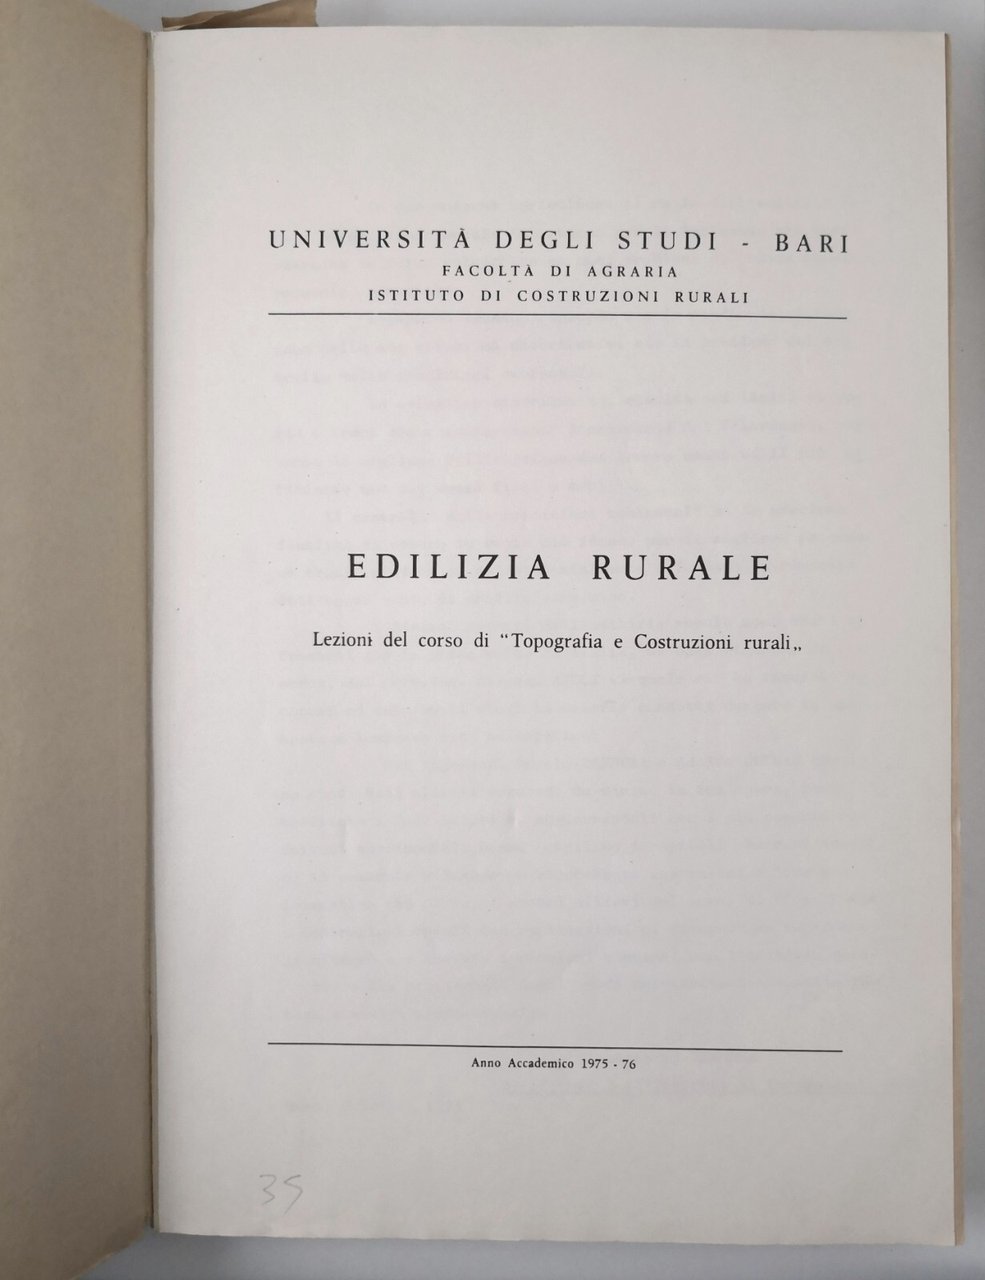 UNIVERSITÀ DEGLI STUDI - BARI
FACOLTÀ DI AGRARIA
ISTITUTO DI COSTRUZIONI RURALI
EDILIZIA RURALE
Lezioni del corso di “Topografia e Costruzioni rurali„
Anno Accademico 1975 - 76
35